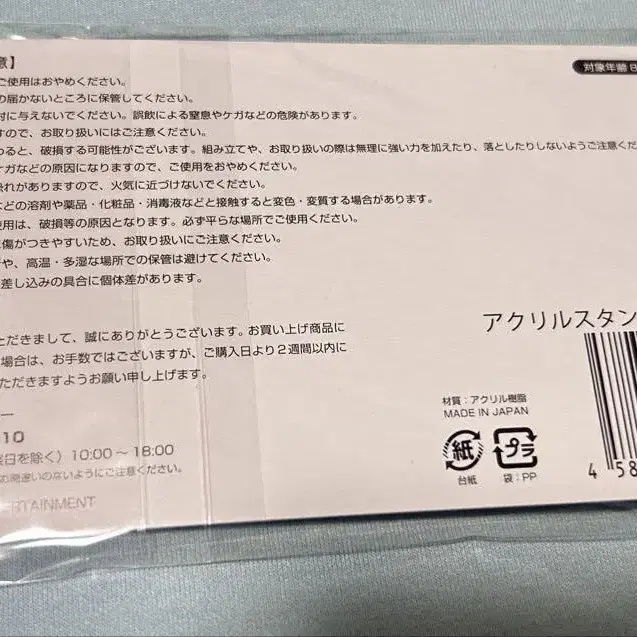 意】
対象年齢 8
ご使用はおやめください。
の届かないところに保管してください。
対に与えないでください。誤飲による窒息やケガなどの危険があります。
すので、お取り扱いにはご注意ください。
わると、破損する可能性がございます。組み立てや、お取り扱いの際は無理に強い力を加えたり、落としたりしないようご注意くだ
ケガなどの原因になりますので、ご使用をおやめください。
恐れがありますので、火気に近づけないでください。
などの溶剤や薬品・化粧品・消毒液などと接触すると変色・変質する場合があります。
使用は、破損等の原因となります。必ず平らな場所でご使用ください。
に傷がつきやすいため、お取り扱いにご注意ください。
や、高温・多湿な場所での保管は避けてください。
差し込みの具合に個体差があります。
アクリルスタン
ただきまして、誠にありがとうございます。お買い上げ商品に
場合は、お手数ではございますが、ご購入日より2週間以内に
ただきますようお願い申し上げます。
材質：アクリル樹脂
MADE IN JAPAN
ー
10
日を除く）10:00～18:00
お間違いのないようにご注意ください。
紙
プラ
台紙
袋：PP
4 58
ERTAINMENT